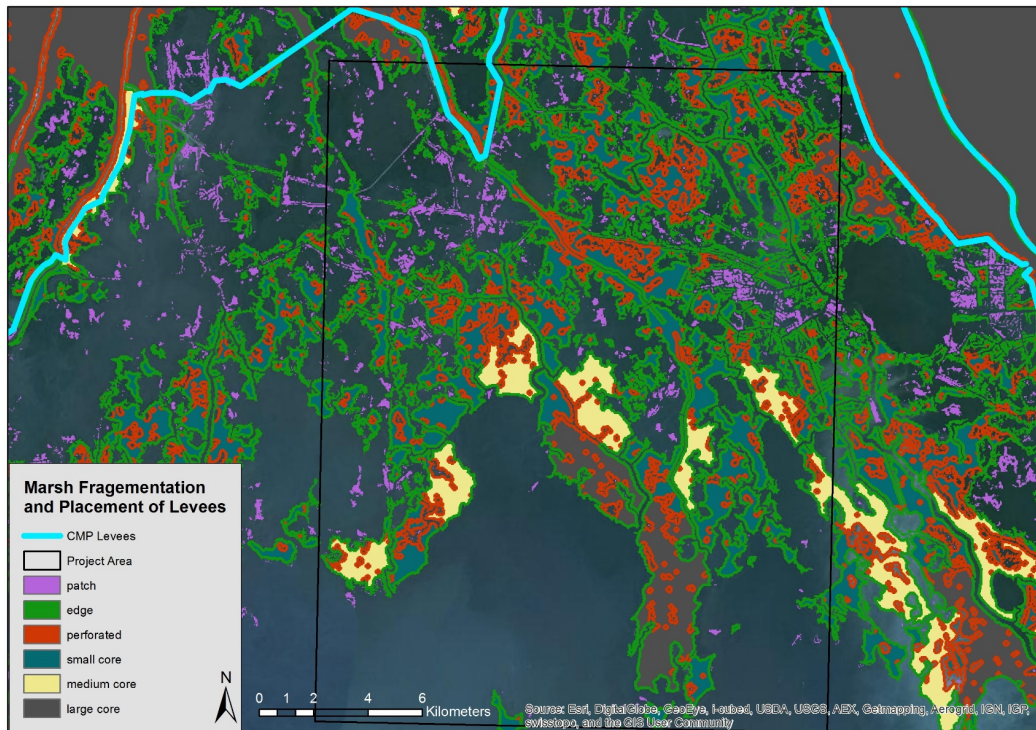 Marsh Fragementation
and Placement of Levees
CMP Levees
Project Area
patch
edge
perforated
small core
medium core
large core
N
0 1 2 4 6
Kilometers
Source: Esri, DigitalGlobe, GeoEye, i-cubed, USDA, USGS, AEX, Getmapping, Aerogrid, IGN, IGP,
swisstopo, and the GIS User Community